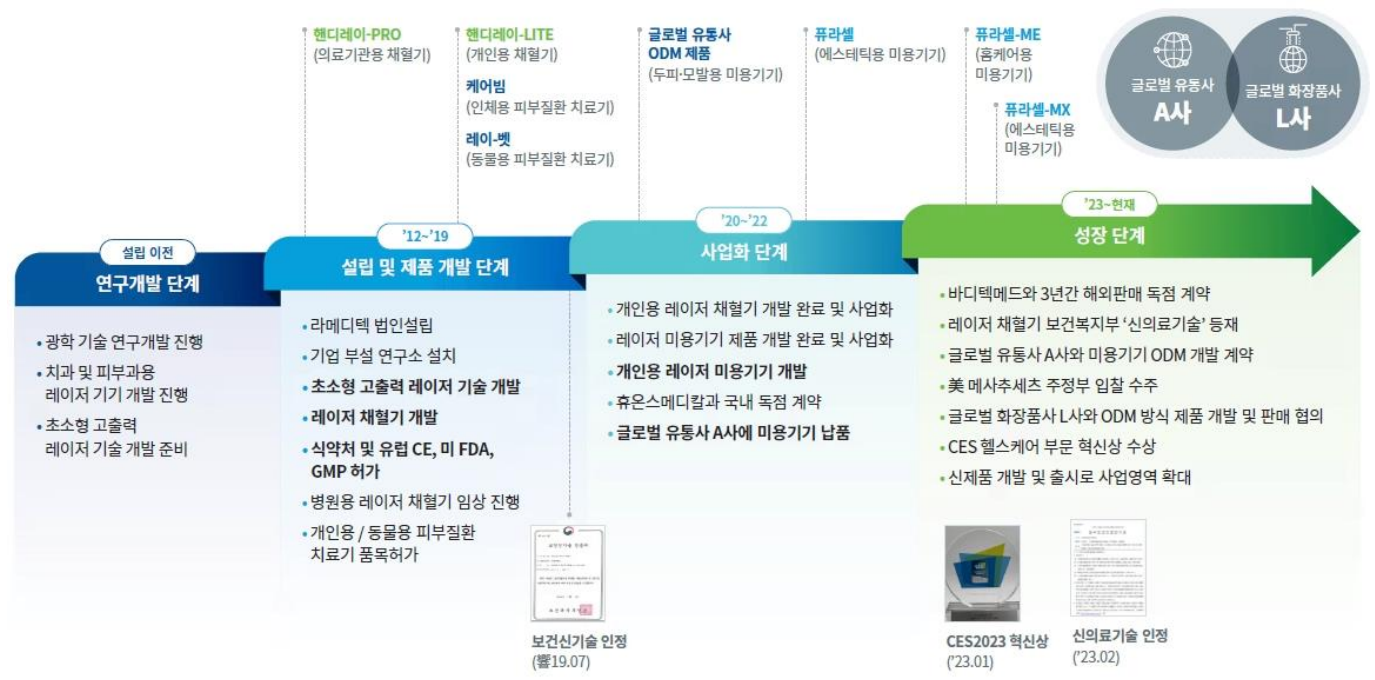 핸디레이-PRO
(의료기관용 채혈기)
핸디레이-LITE
(개인용 채혈기)
케어빔
(인체용 피부질환 치료기)
레이-벳
(동물용 피부질환 치료기)
글로벌 유통사
ODM 제품
(두피·모발용 미용기기)
퓨라셀
(에스테틱용 미용기기)
퓨라셀-ME
(홈케어용
미용기기)
퓨라셀-MX
(에스테틱용
미용기기)
글로벌 유통사
A사
글로벌 화장품사
L사
설립 이전
연구개발 단계
• 광학 기술 연구개발 진행
• 치과 및 피부과용
레이저 기기 개발 진행
• 초소형 고출력
레이저 기술 개발 준비
’12~’19
설립 및 제품 개발 단계
• 라메디텍 법인설립
• 기업 부설 연구소 설치
• 초소형 고출력 레이저 기술 개발
• 레이저 채혈기 개발
• 식약처 및 유럽 CE, 미 FDA,
GMP 허가
• 병원용 레이저 채혈기 임상 진행
• 개인용 / 동물용 피부질환
치료기 품목허가
보건신기술 인정
(響19.07)
’20~’22
사업화 단계
• 개인용 레이저 채혈기 개발 완료 및 사업화
• 레이저 미용기기 제품 개발 완료 및 사업화
• 개인용 레이저 미용기기 개발
• 휴온스메디칼과 국내 독점 계약
• 글로벌 유통사 A사에 미용기기 납품
’23~현재
성장 단계
• 바디텍메드와 3년간 해외판매 독점 계약
• 레이저 채혈기 보건복지부 ‘신의료기술’ 등재
• 글로벌 유통사 A사와 미용기기 ODM 개발 계약
• 美 메사추세츠 주정부 입찰 수주
• 글로벌 화장품사 L사와 ODM 방식 제품 개발 및 판매 협의
• CES 헬스케어 부문 혁신상 수상
• 신제품 개발 및 출시로 사업영역 확대
CES2023 혁신상
(’23.01)
신의료기술 인정
(’23.02)